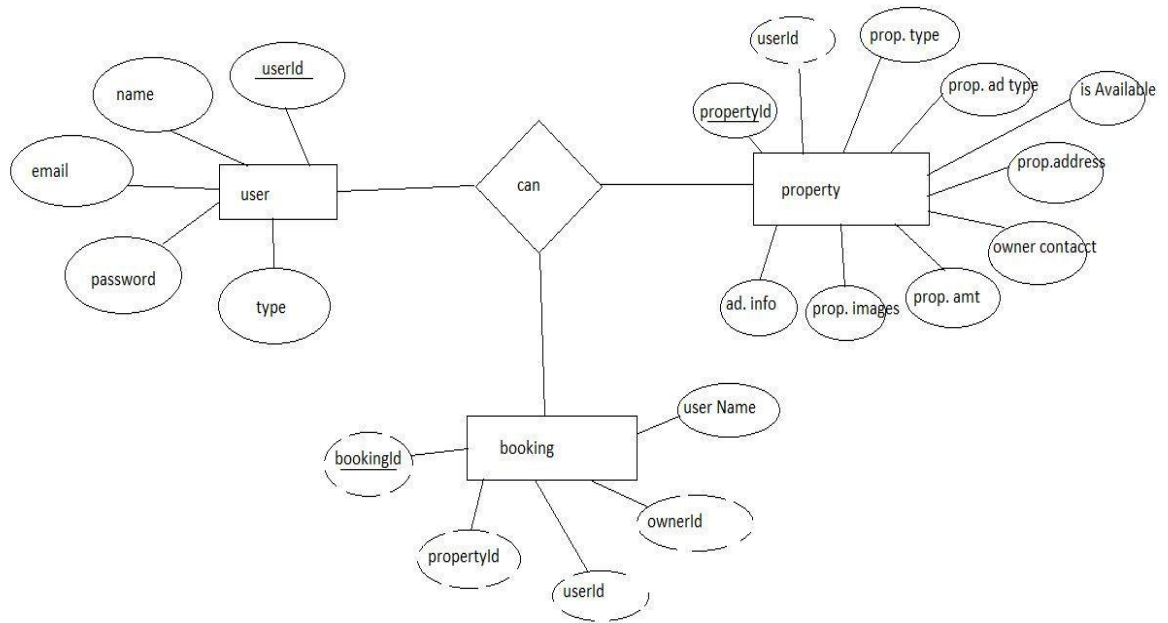 userId
name
email
user
password
type
can
userId
prop. type
prop. ad type
is Available
propertyId
prop.address
property
owner contacct
ad. info
prop. images
prop. amt
user Name
booking
bookingId
ownerId
propertyId
userId